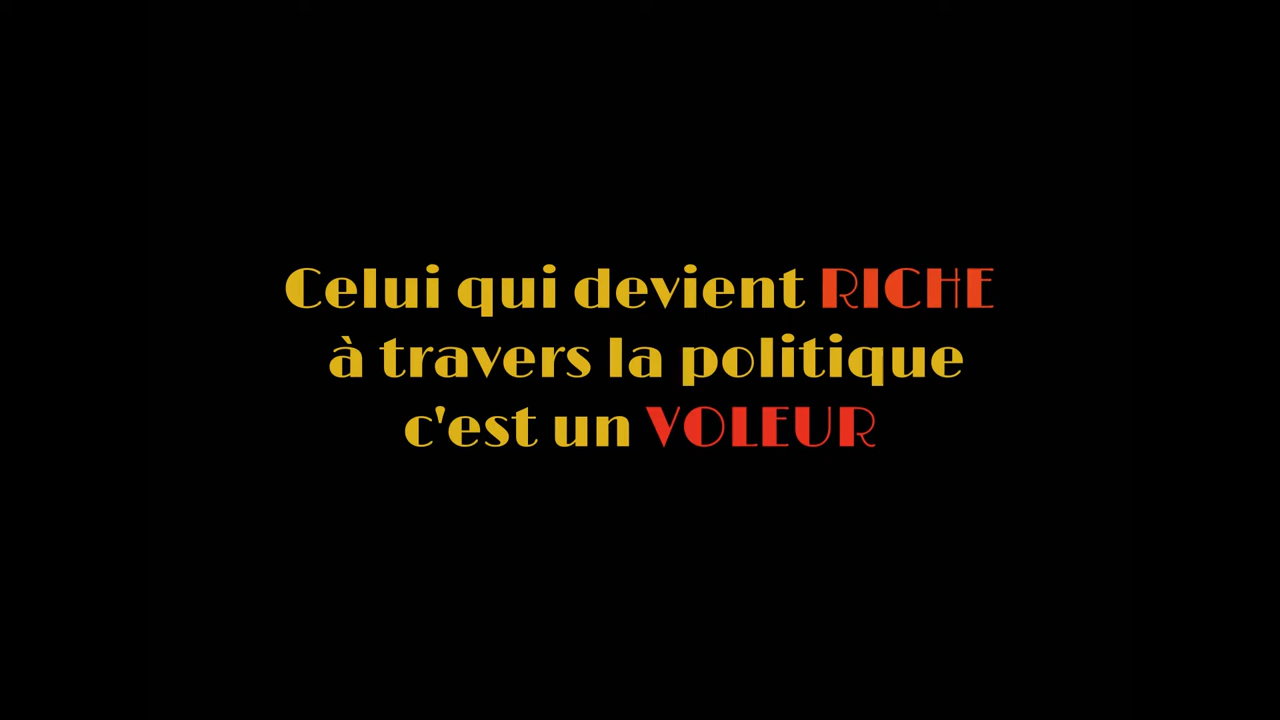 Celui qui devient RICHE
à travers la politique
c'est un VOLEUR